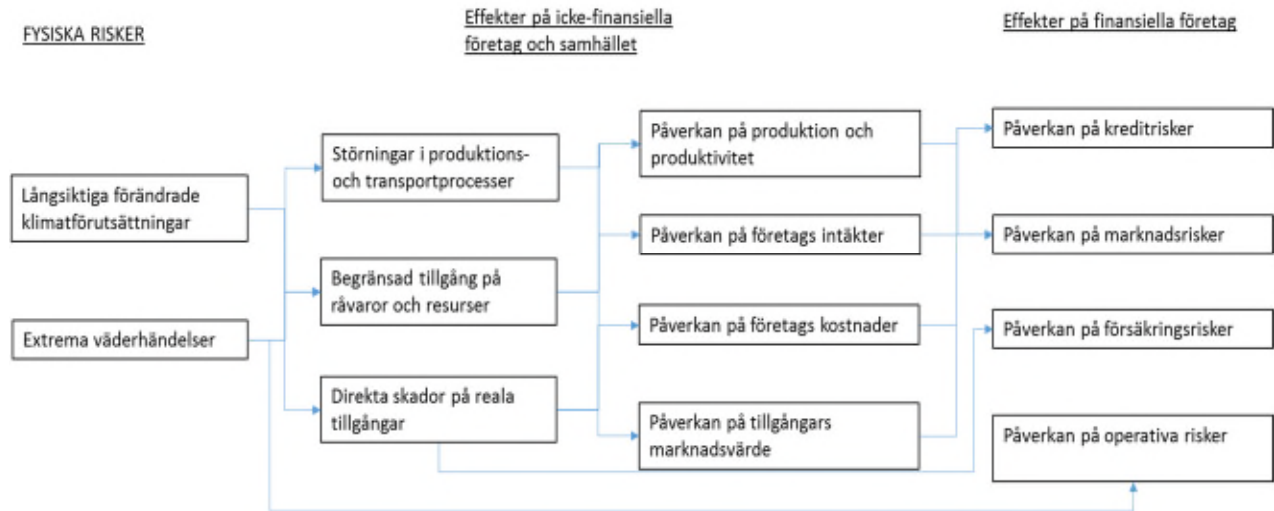 FYSISKA RISKER
Effekter på icke-finansiella
företag och samhället
Effekter på finansiella företag
Långsiktiga förändrade
klimatförutsättningar
Extrema väderhändelser
Störningar i produktions-
och transportprocesser
Begränsad tillgång på
råvaror och resurser
Direkta skador på reala
tillgångar
Påverkan på produktion och
produktivitet
Påverkan på företags intäkter
Påverkan på företags kostnader
Påverkan på tillgångars
marknadsvärde
Påverkan på kreditrisker
Påverkan på marknadsrisker
Påverkan på försäkringsrisker
Påverkan på operativa risker